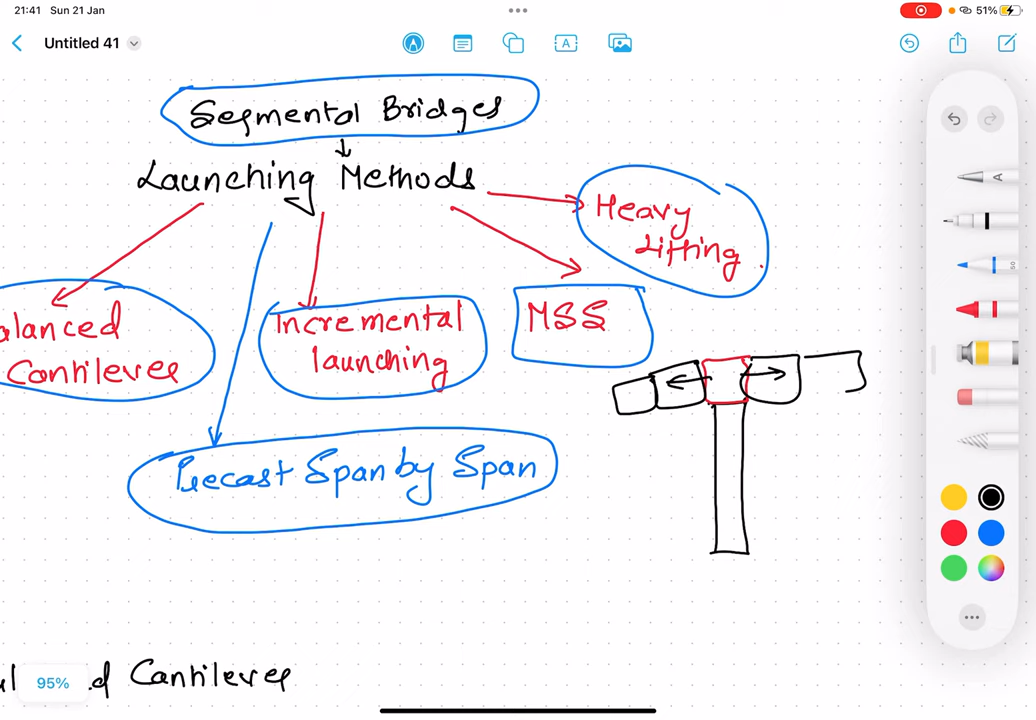 21:41 Sun 21 Jan
51%
Untitled 41
Segmental Bridges
Launching Methods
Heavy
Lifting
alanced
Cantilever
Incremental
launching
MSS
Precast Span by Span
95%
d Cantilever